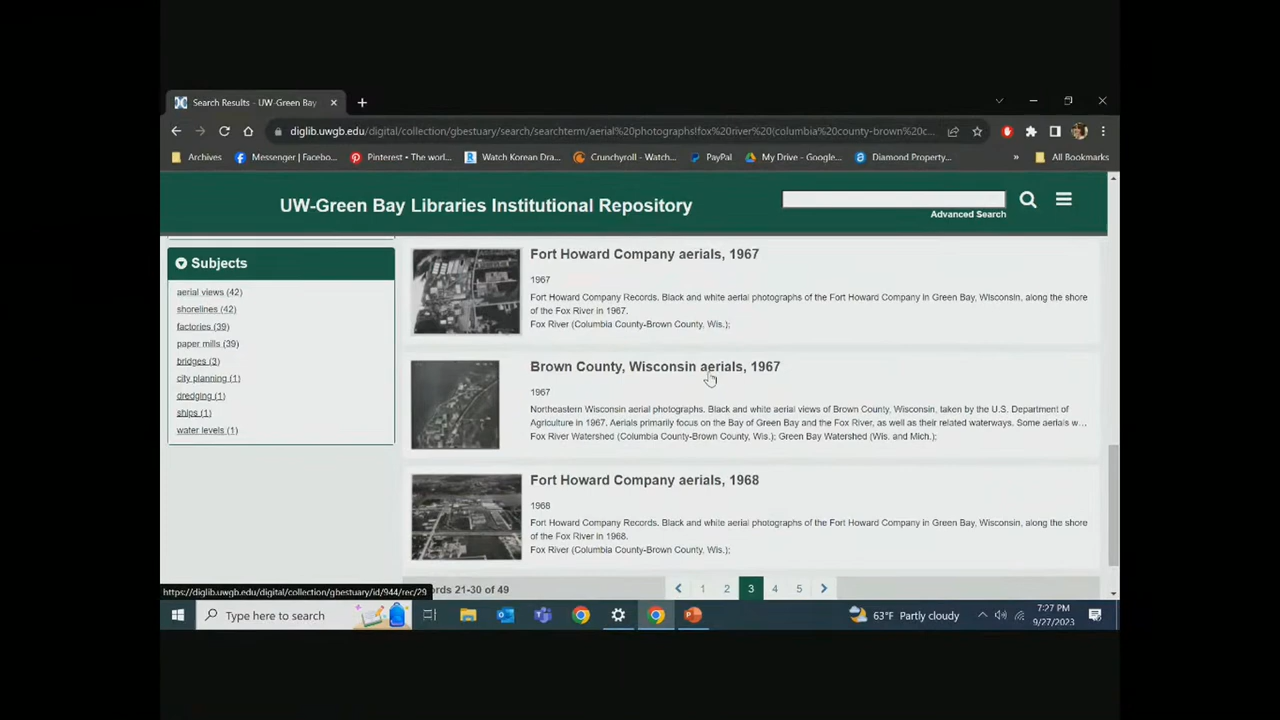 Search Results - UW-Green Bay
diglib.uwgb.edu/digital/collection/gbestuary/search/searchterm/aerial%20photographs!fox%20river%20(columbia%20county-brown%20c...
Archives
Messenger | Facebo...
Pinterest • The worl...
Watch Korean Dra...
Crunchyroll - Watch...
PayPal
My Drive - Google...
Diamond Property...
»
All Bookmarks
UW-Green Bay Libraries Institutional Repository
Advanced Search
Subjects
aerial views (42)
shorelines (42)
factories (39)
paper mills (39)
bridges (3)
city planning (1)
dredging (1)
ships (1)
water levels (1)
Fort Howard Company aerials, 1967
1967
Fort Howard Company Records. Black and white aerial photographs of the Fort Howard Company in Green Bay, Wisconsin, along the shore
of the Fox River in 1967.
Fox River (Columbia County-Brown County, Wis.);
Brown County, Wisconsin aerials, 1967
1967
Northeastern Wisconsin aerial photographs. Black and white aerial views of Brown County, Wisconsin, taken by the U.S. Department of
Agriculture in 1967. Aerials primarily focus on the Bay of Green Bay and the Fox River, as well as their related waterways. Some aerials w...
Fox River Watershed (Columbia County-Brown County, Wis.); Green Bay Watershed (Wis. and Mich.);
Fort Howard Company aerials, 1968
1968
Fort Howard Company Records. Black and white aerial photographs of the Fort Howard Company in Green Bay, Wisconsin, along the shore
of the Fox River in 1968.
Fox River (Columbia County-Brown County, Wis.);
ords 21-30 of 49
1 2 3 4 5
https://diglib.uwgb.edu/digital/collection/gbestuary/id/944/rec/29
Type here to search
63°F Partly cloudy
7:27 PM
9/27/2023